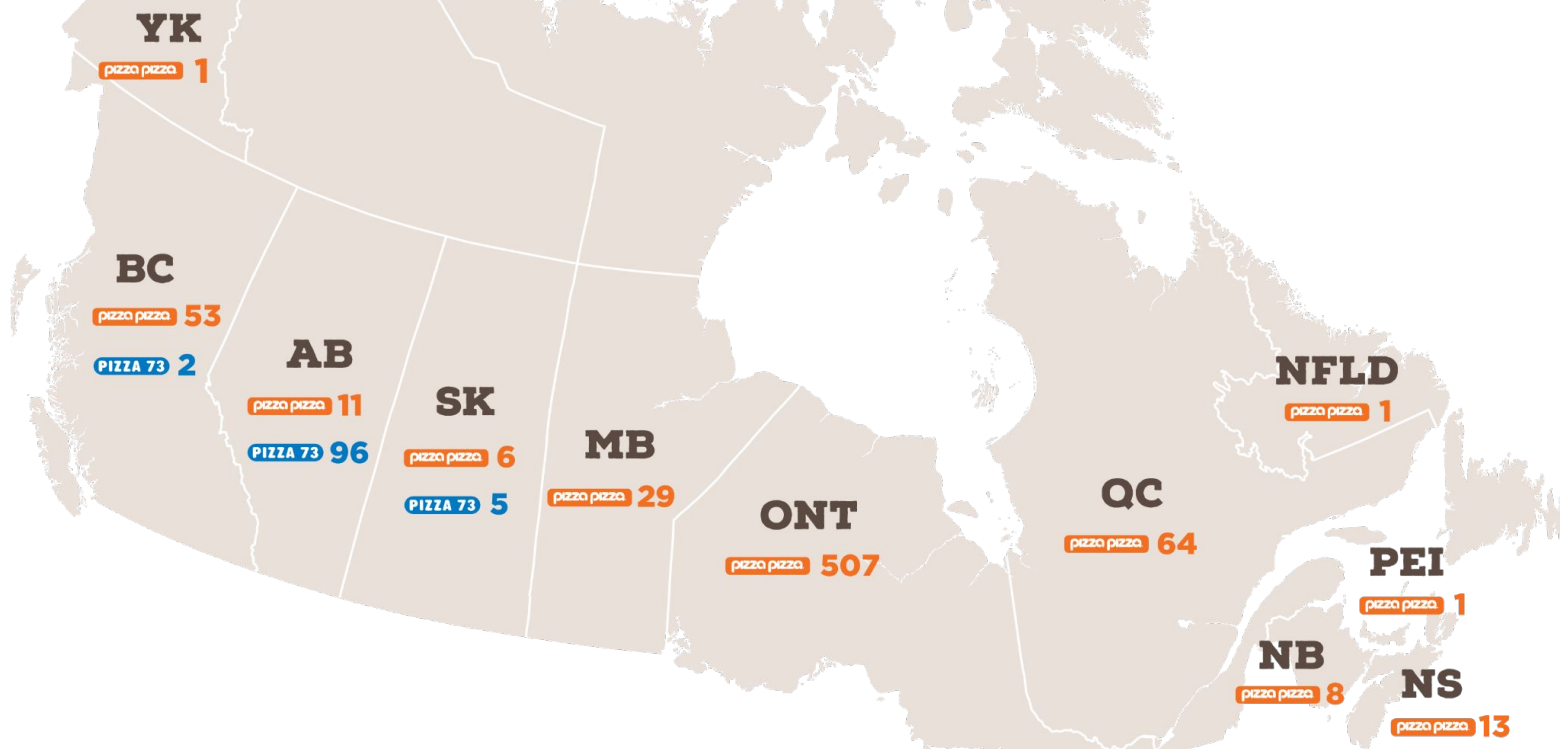 YK
pizza pizza 1
BC
pizza pizza 53
PIZZA 73 2
AB
pizza pizza 11
PIZZA 73 96
SK
pizza pizza 6
PIZZA 73 5
MB
pizza pizza 29
ONT
pizza pizza 507
QC
pizza pizza 64
NFLD
pizza pizza 1
PEI
pizza pizza 1
NB
pizza pizza 8
NS
pizza pizza 13